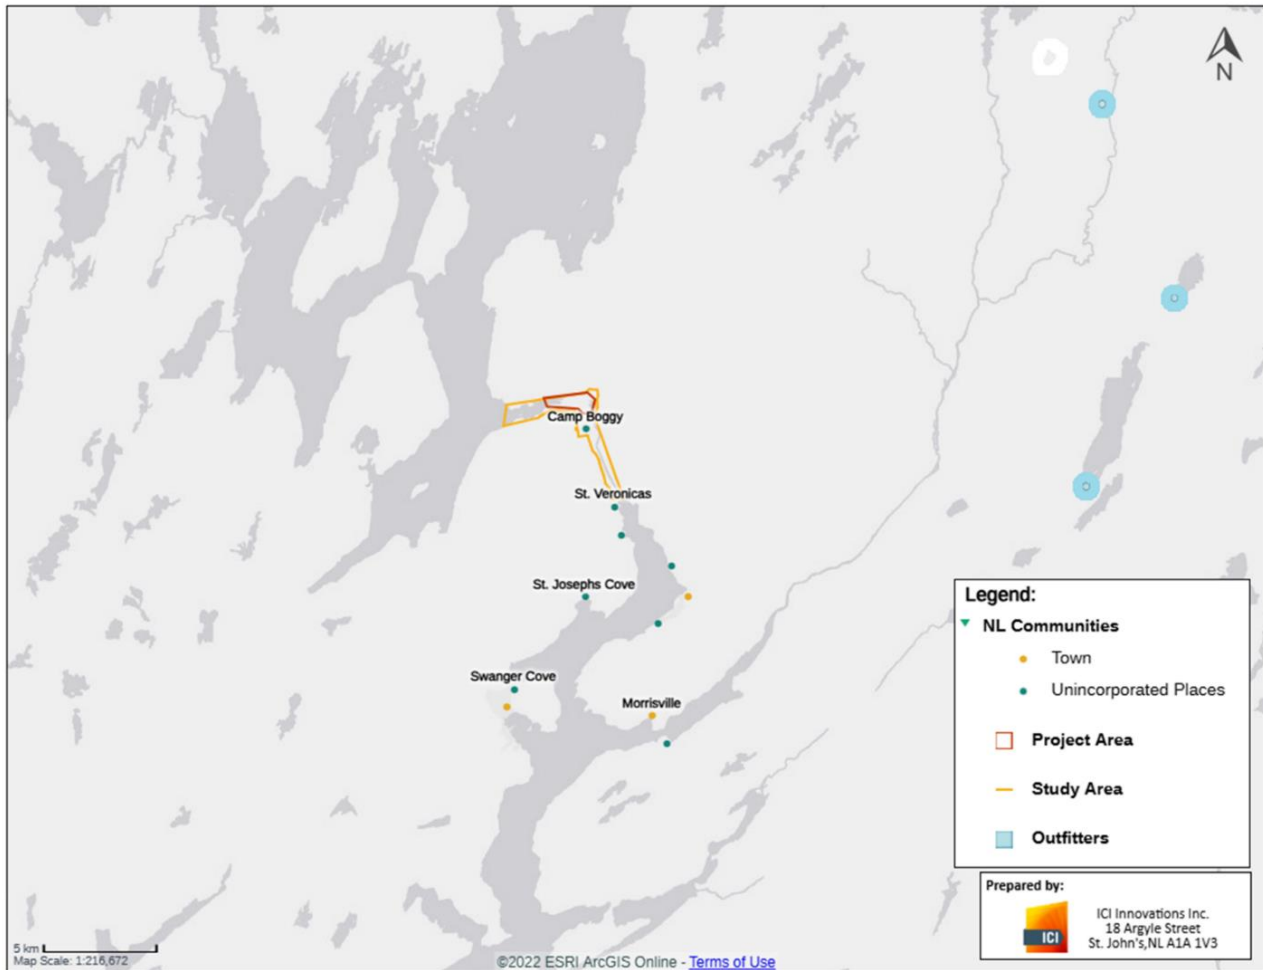 N
Camp Boggy
St. Veronicas
St. Josephs Cove
Swanger Cove
Morrisville
Legend:
NL Communities
Town
Unincorporated Places
Project Area
Study Area
Outfitters
Prepared by:
ICI
ICI Innovations Inc.
18 Argyle Street
St. John's,NL A1A 1V3
5 km
Map Scale: 1:216,672
©2022 ESRI ArcGIS Online - Terms of Use